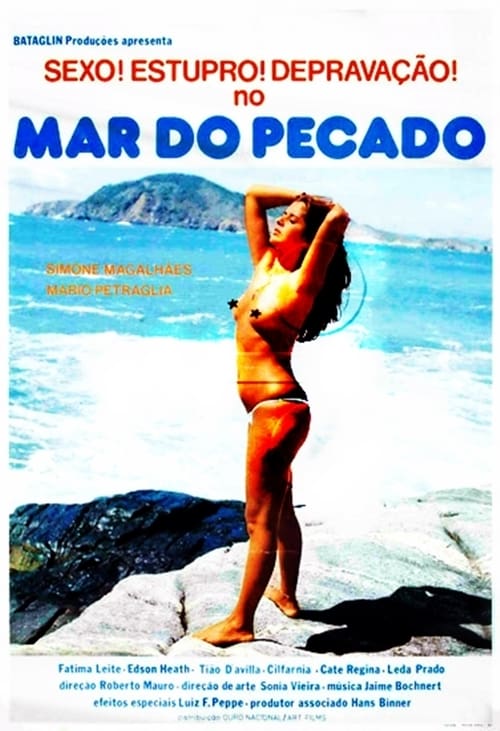 BATAGLIN Produções apresenta
SEXO! ESTUPRO! DEPRAVAÇÃO!
no
MAR DO PECADO
SIMONE MAGALHÃES
MARIO PETRAGLIA
Fatima Leite - Edson Heath - Tião D'avilla - Cilfarnia - Cate Regina - Leda Prado
direção Roberto Mauro - direção de arte Sonia Vieira - música Jaime Bochnert
efeitos especiais Luiz F. Peppe - produtor associado Hans Binner
distribuição OURO NACIONAL/ART FILMS